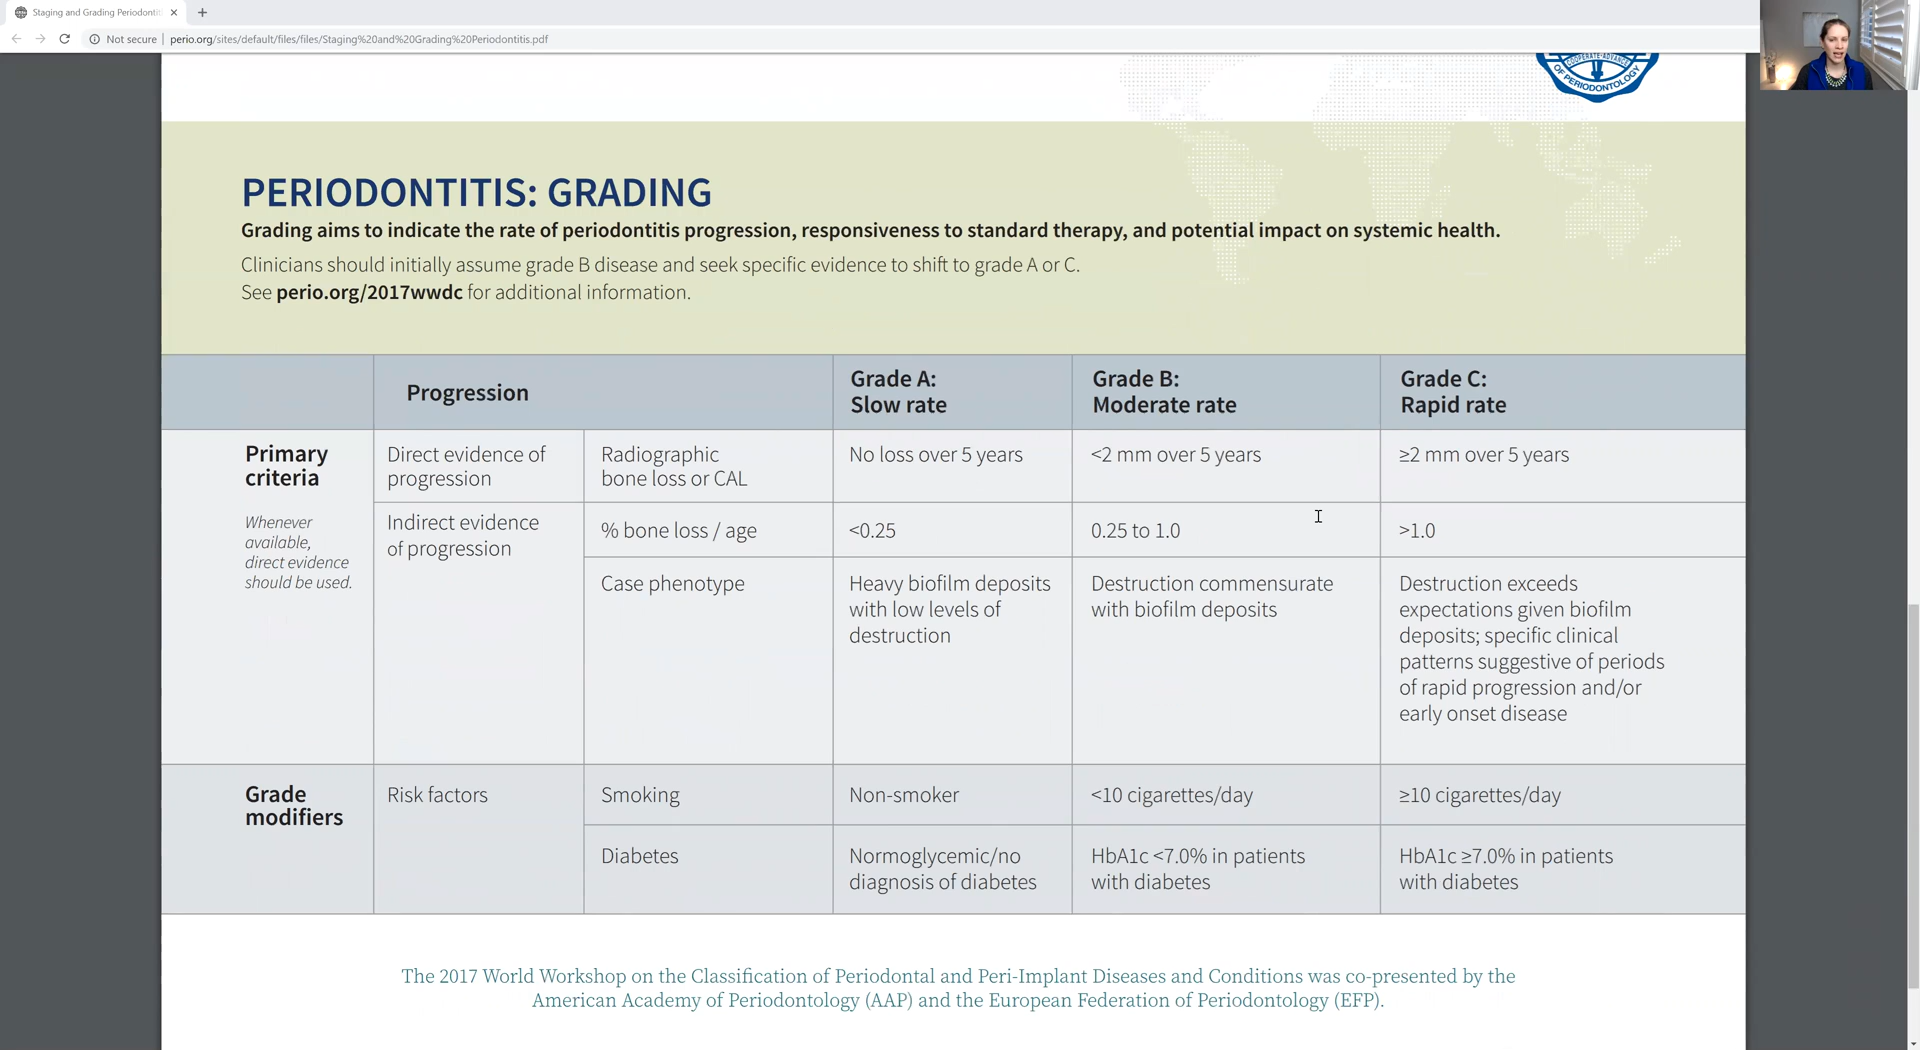 Staging and Grading Periodontit
Not secure | perio.org/sites/default/files/files/Staging%20and%20Grading%20Periodontitis.pdf
COOPERATE·ADVANCE
OF PERIODONTOLOGY
PERIODONTITIS: GRADING
Grading aims to indicate the rate of periodontitis progression, responsiveness to standard therapy, and potential impact on systemic health.
Clinicians should initially assume grade B disease and seek specific evidence to shift to grade A or C.
See perio.org/2017wwdc for additional information.
Progression
Grade A:
Slow rate
Grade B:
Moderate rate
Grade C:
Rapid rate
Primary
criteria
Whenever
available,
direct evidence
should be used.
Direct evidence of
progression
Radiographic
bone loss or CAL
No loss over 5 years
<2 mm over 5 years
≥2 mm over 5 years
Indirect evidence
of progression
% bone loss / age
<0.25
0.25 to 1.0
>1.0
Case phenotype
Heavy biofilm deposits
with low levels of
destruction
Destruction commensurate
with biofilm deposits
Destruction exceeds
expectations given biofilm
deposits; specific clinical
patterns suggestive of periods
of rapid progression and/or
early onset disease
Grade
modifiers
Risk factors
Smoking
Non-smoker
<10 cigarettes/day
≥10 cigarettes/day
Diabetes
Normoglycemic/no
diagnosis of diabetes
HbA1c <7.0% in patients
with diabetes
HbA1c ≥7.0% in patients
with diabetes
The 2017 World Workshop on the Classification of Periodontal and Peri-Implant Diseases and Conditions was co-presented by the
American Academy of Periodontology (AAP) and the European Federation of Periodontology (EFP).